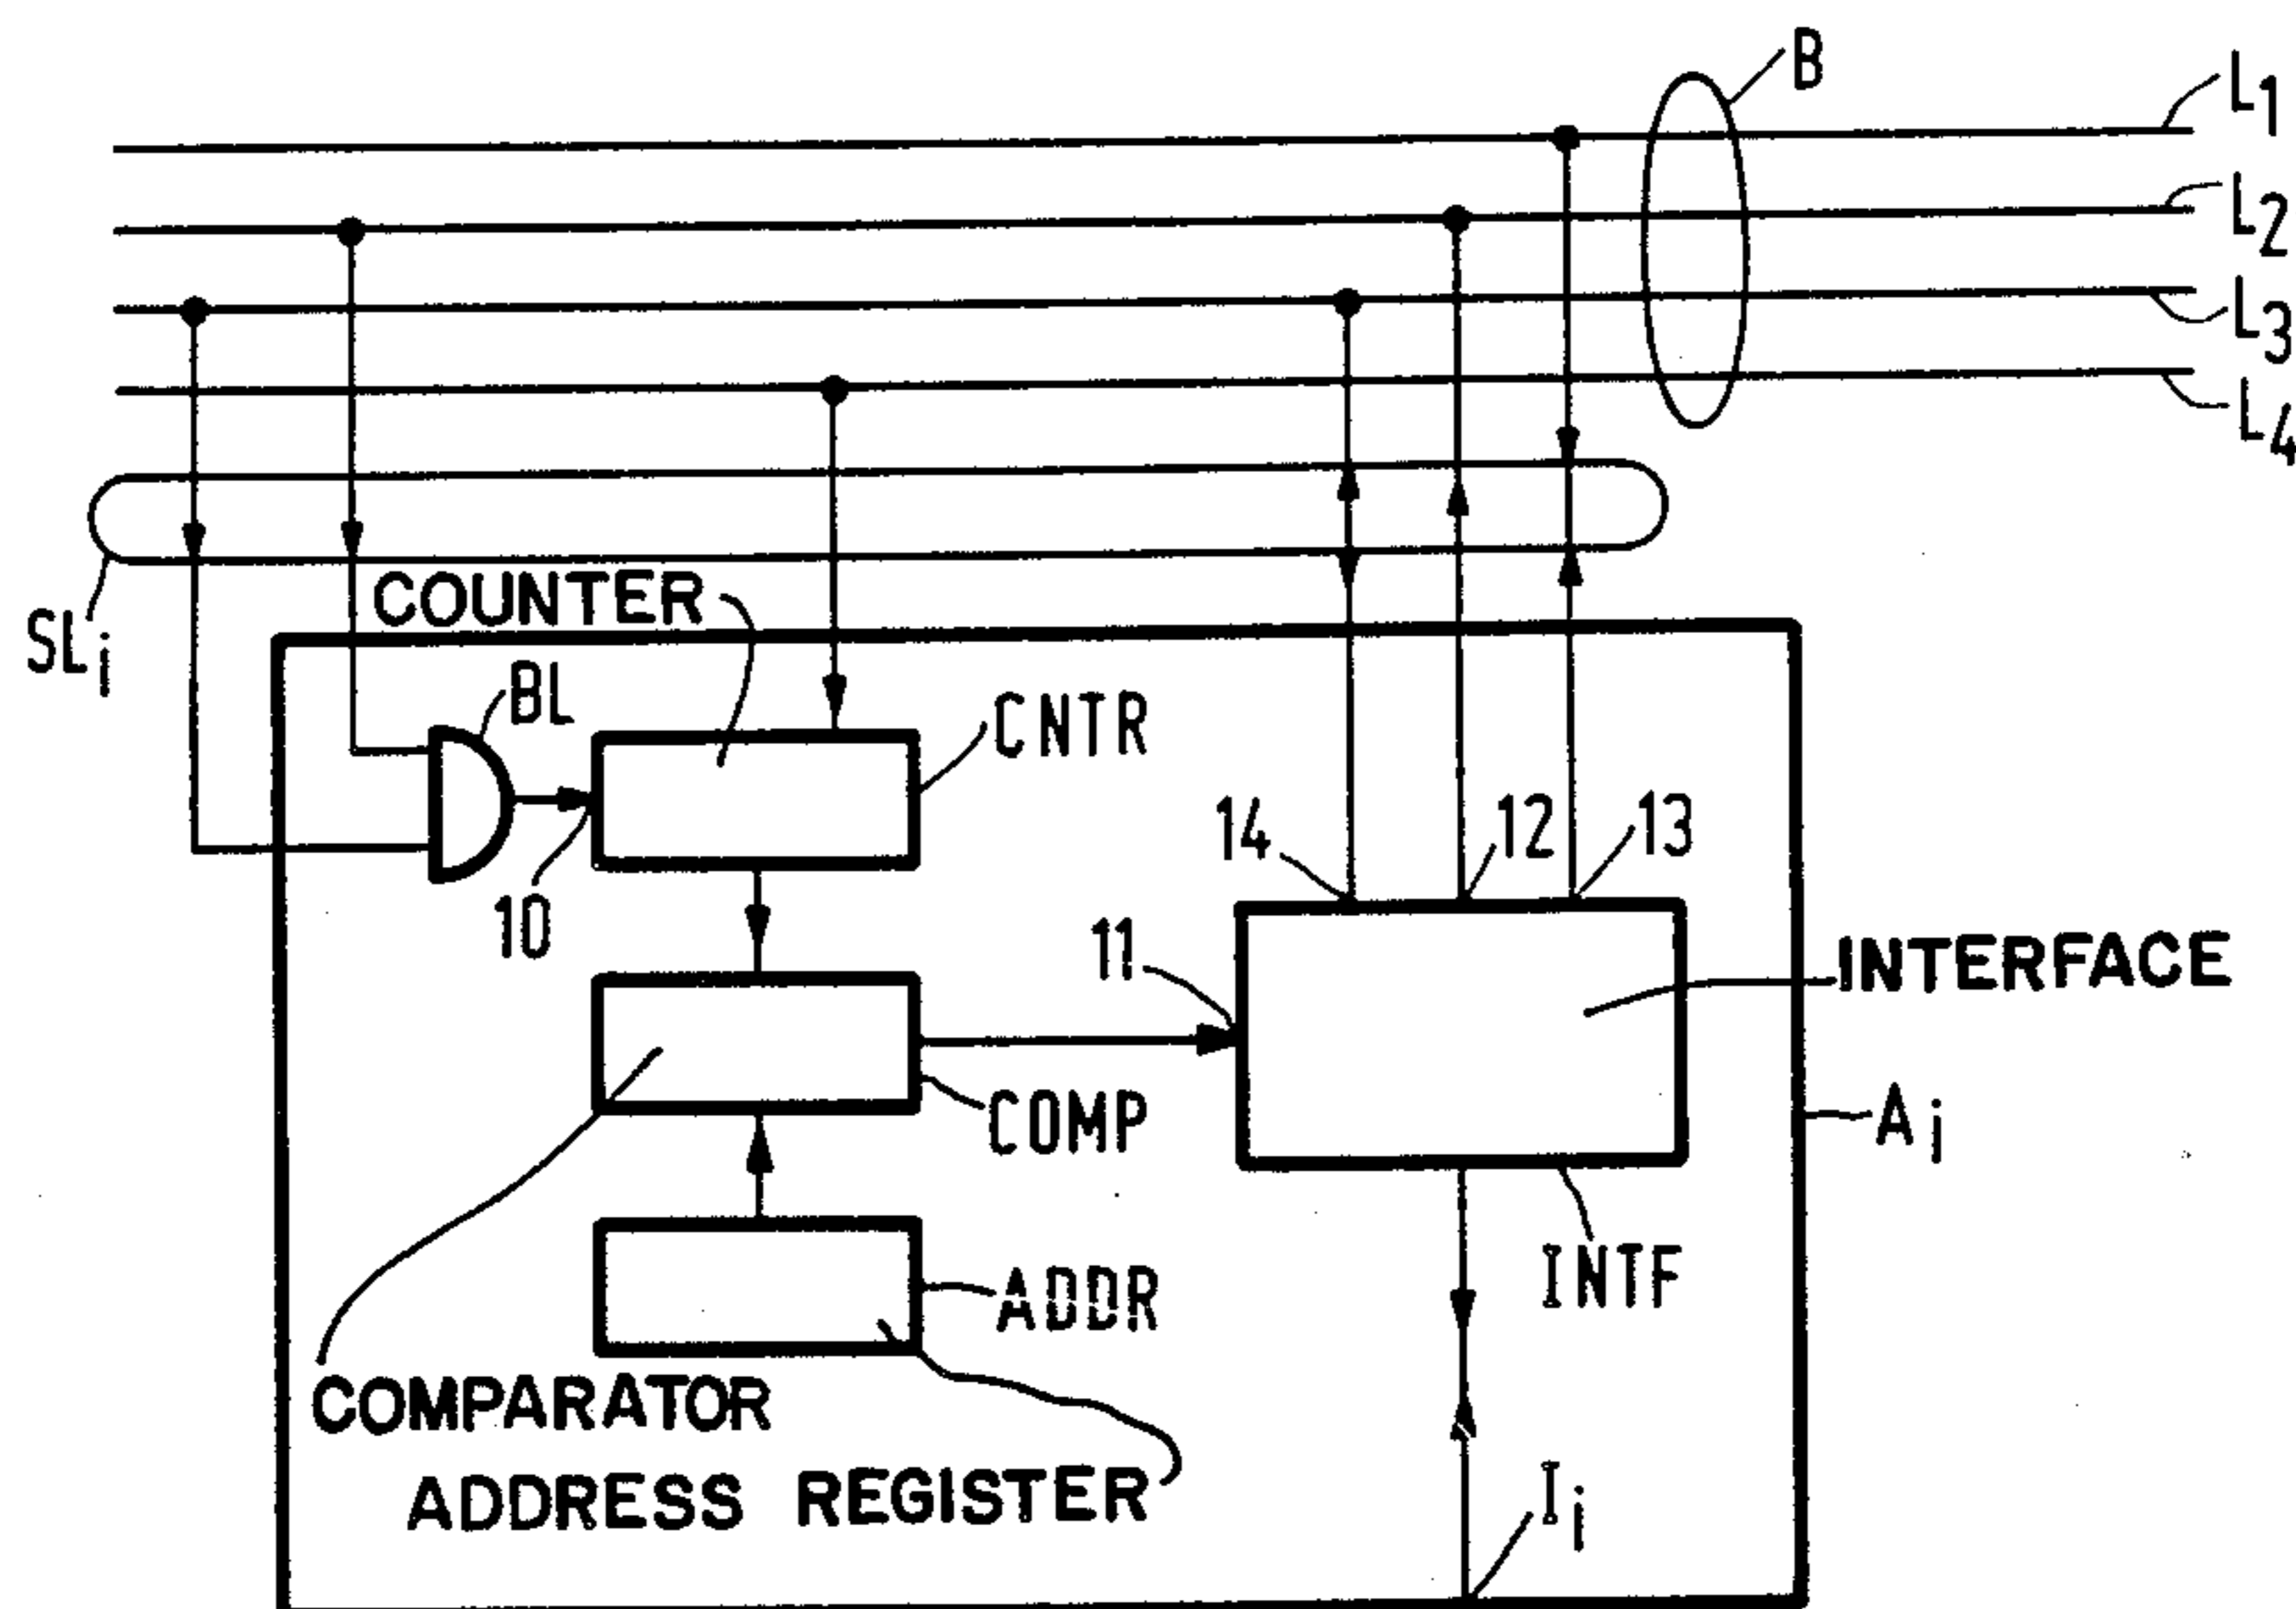 B
L1
L2
L3
L4
SLi
COUNTER
BL
CNTR
10
14
12
13
11
INTERFACE
COMP
Ai
ADDR
INTF
COMPARATOR
ADDRESS REGISTER
Ii